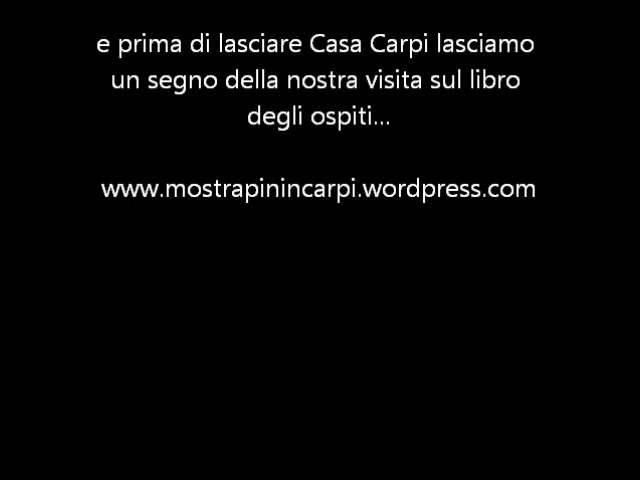 e prima di lasciare Casa Carpi lasciamo
un segno della nostra visita sul libro
degli ospiti...
www.mostrapinincarpi.wordpress.com